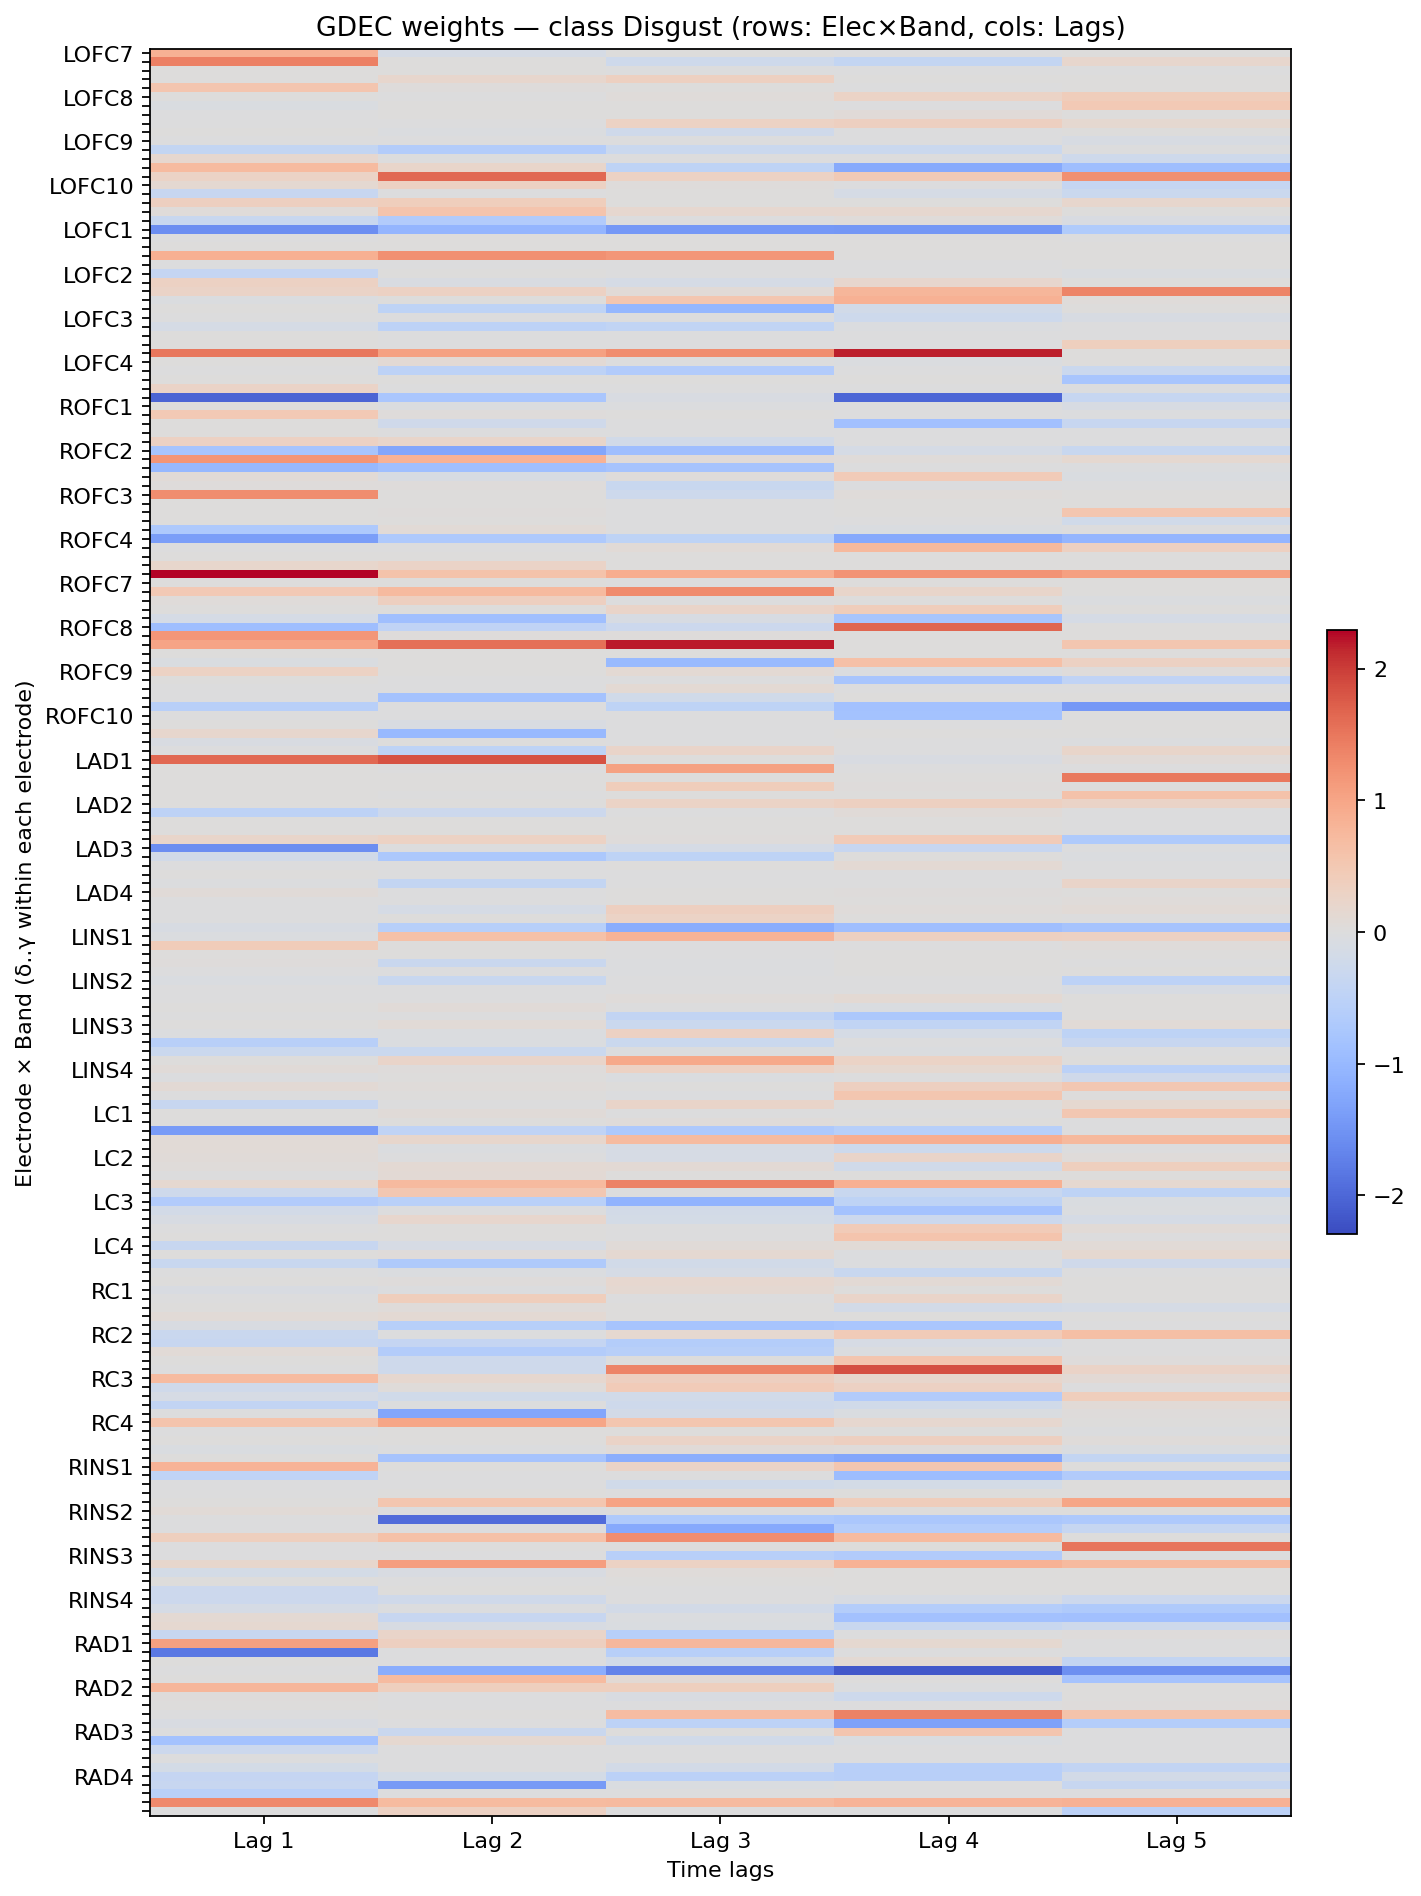 GDEC weights — class Disgust (rows: Elec×Band, cols: Lags)
LOFC7
LOFC8
LOFC9
LOFC10
LOFC1
LOFC2
LOFC3
LOFC4
ROFC1
ROFC2
ROFC3
ROFC4
ROFC7
ROFC8
ROFC9
ROFC10
LAD1
LAD2
LAD3
LAD4
LINS1
LINS2
LINS3
LINS4
LC1
LC2
LC3
LC4
RC1
RC2
RC3
RC4
RINS1
RINS2
RINS3
RINS4
RAD1
RAD2
RAD3
RAD4
Electrode × Band (δ..γ within each electrode)
Lag 1 Lag 2 Lag 3 Lag 4 Lag 5
Time lags
2
1
0
−1
−2